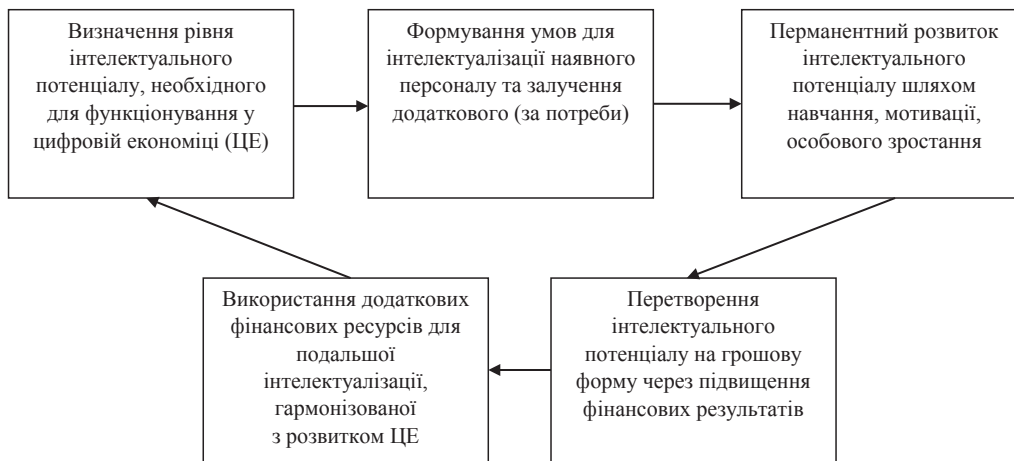 Визначення рівня
інтелектуального
потенціалу, необхідного
для функціонування у
цифровій економіці (ЦЕ)
Формування умов для
інтелектуалізації наявного
персоналу та залучення
додаткового (за потреби)
Перманентний розвиток
інтелектуального
потенціалу шляхом
навчання, мотивації,
особового зростання
Використання додаткових
фінансових ресурсів для
подальшої
інтелектуалізації,
гармонізованої
з розвитком ЦЕ
Перетворення
інтелектуального
потенціалу на грошову
форму через підвищення
фінансових результатів